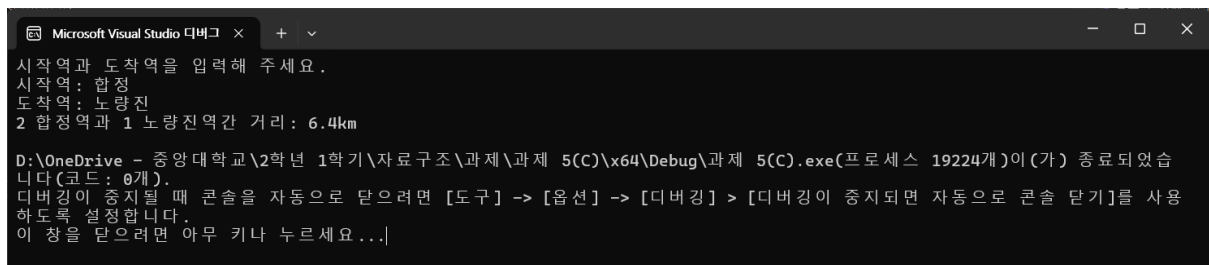 Microsoft Visual Studio 디버그
시작역과 도착역을 입력해 주세요.
시작역: 합정
도착역: 노량진
2 합정역과 1 노량진역간 거리: 6.4km
D:\OneDrive - 중앙대학교\2학년 1학기\자료구조\과제\과제 5(C)\x64\Debug\과제 5(C).exe(프로세스 19224개)이(가) 종료되었습
니다(코드: 0개).
디버깅이 중지될 때 콘솔을 자동으로 닫으려면 [도구] -> [옵션] -> [디버깅] > [디버깅이 중지되면 자동으로 콘솔 닫기]를 사용
하도록 설정합니다.
이 창을 닫으려면 아무 키나 누르세요...